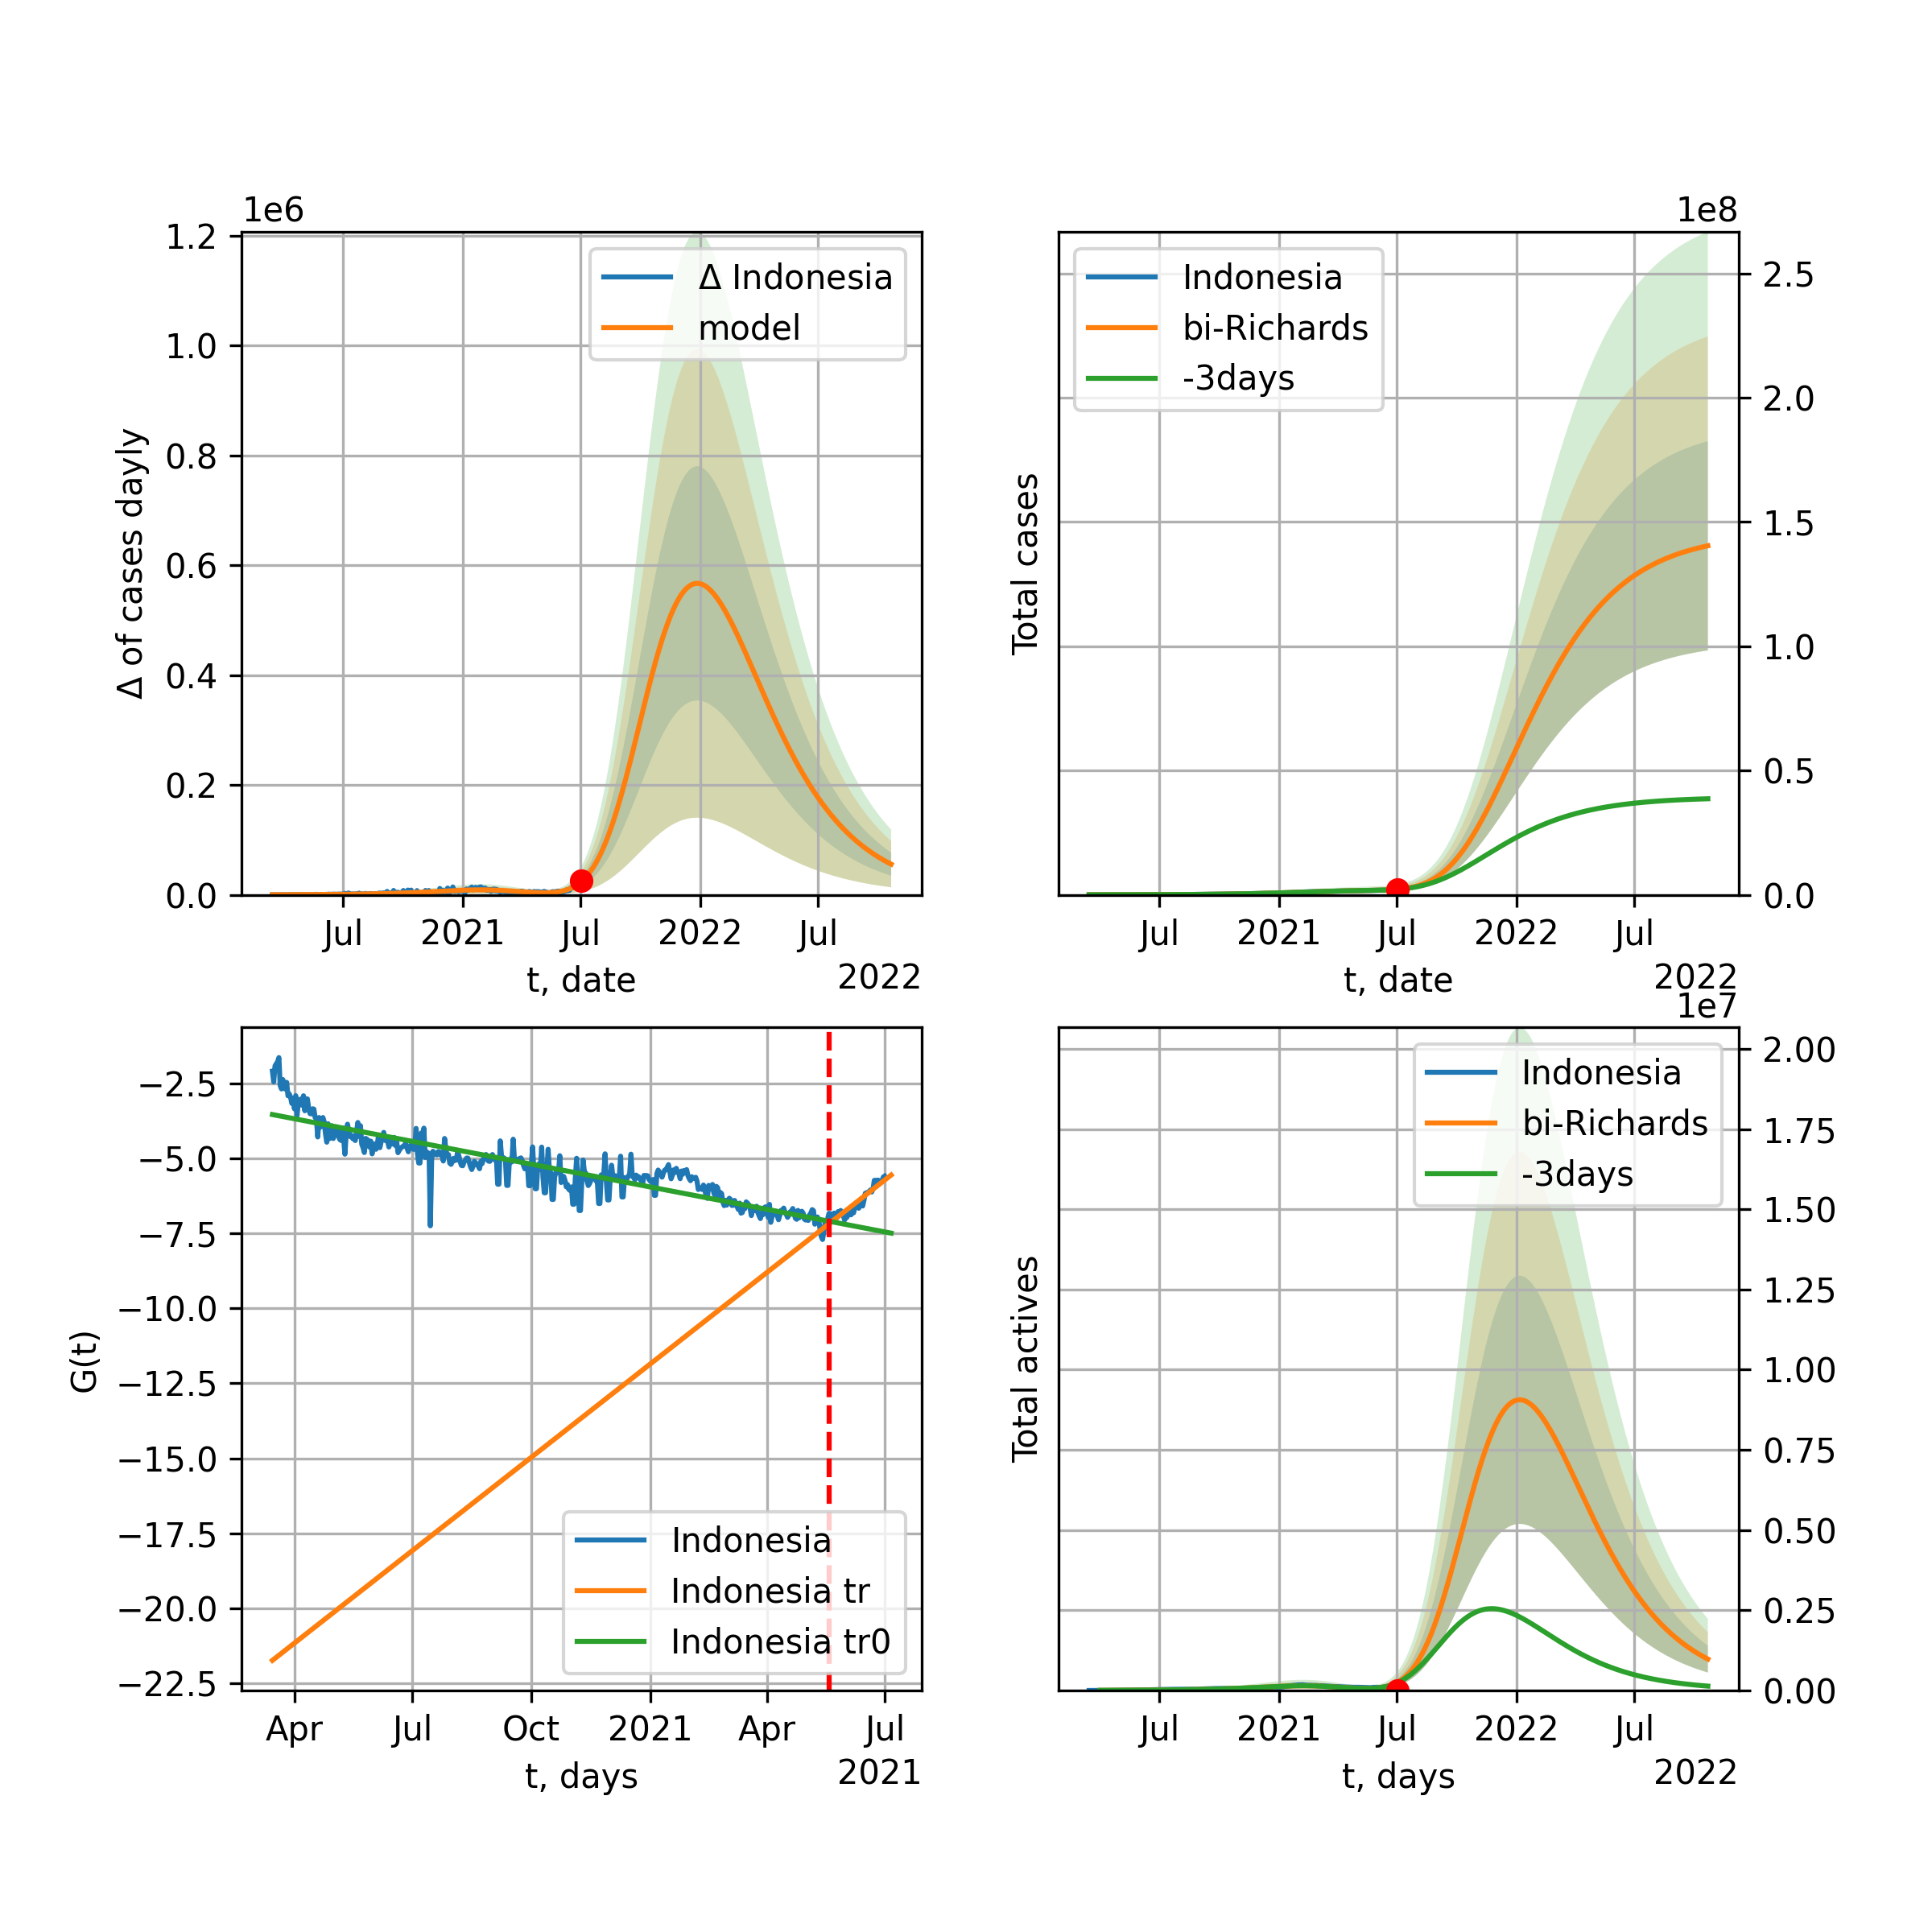 1e6
1.2
1.0
0.8
0.6
0.4
0.2
0.0
Δ of cases dayly
Δ Indonesia
model
Jul
2021
Jul
2022
Jul
t, date
2022
1e8
Indonesia
bi-Richards
-3days
Total cases
2.5
2.0
1.5
1.0
0.5
0.0
Jul
2021
Jul
2022
Jul
t, date
2022
−2.5
−5.0
−7.5
−10.0
−12.5
−15.0
−17.5
−20.0
−22.5
G(t)
Indonesia
Indonesia tr
Indonesia tr0
Apr
Jul
Oct
2021
Apr
Jul
t, days
2021
1e7
Indonesia
bi-Richards
-3days
Total actives
2.00
1.75
1.50
1.25
1.00
0.75
0.50
0.25
0.00
Jul
2021
Jul
2022
Jul
t, days
2022